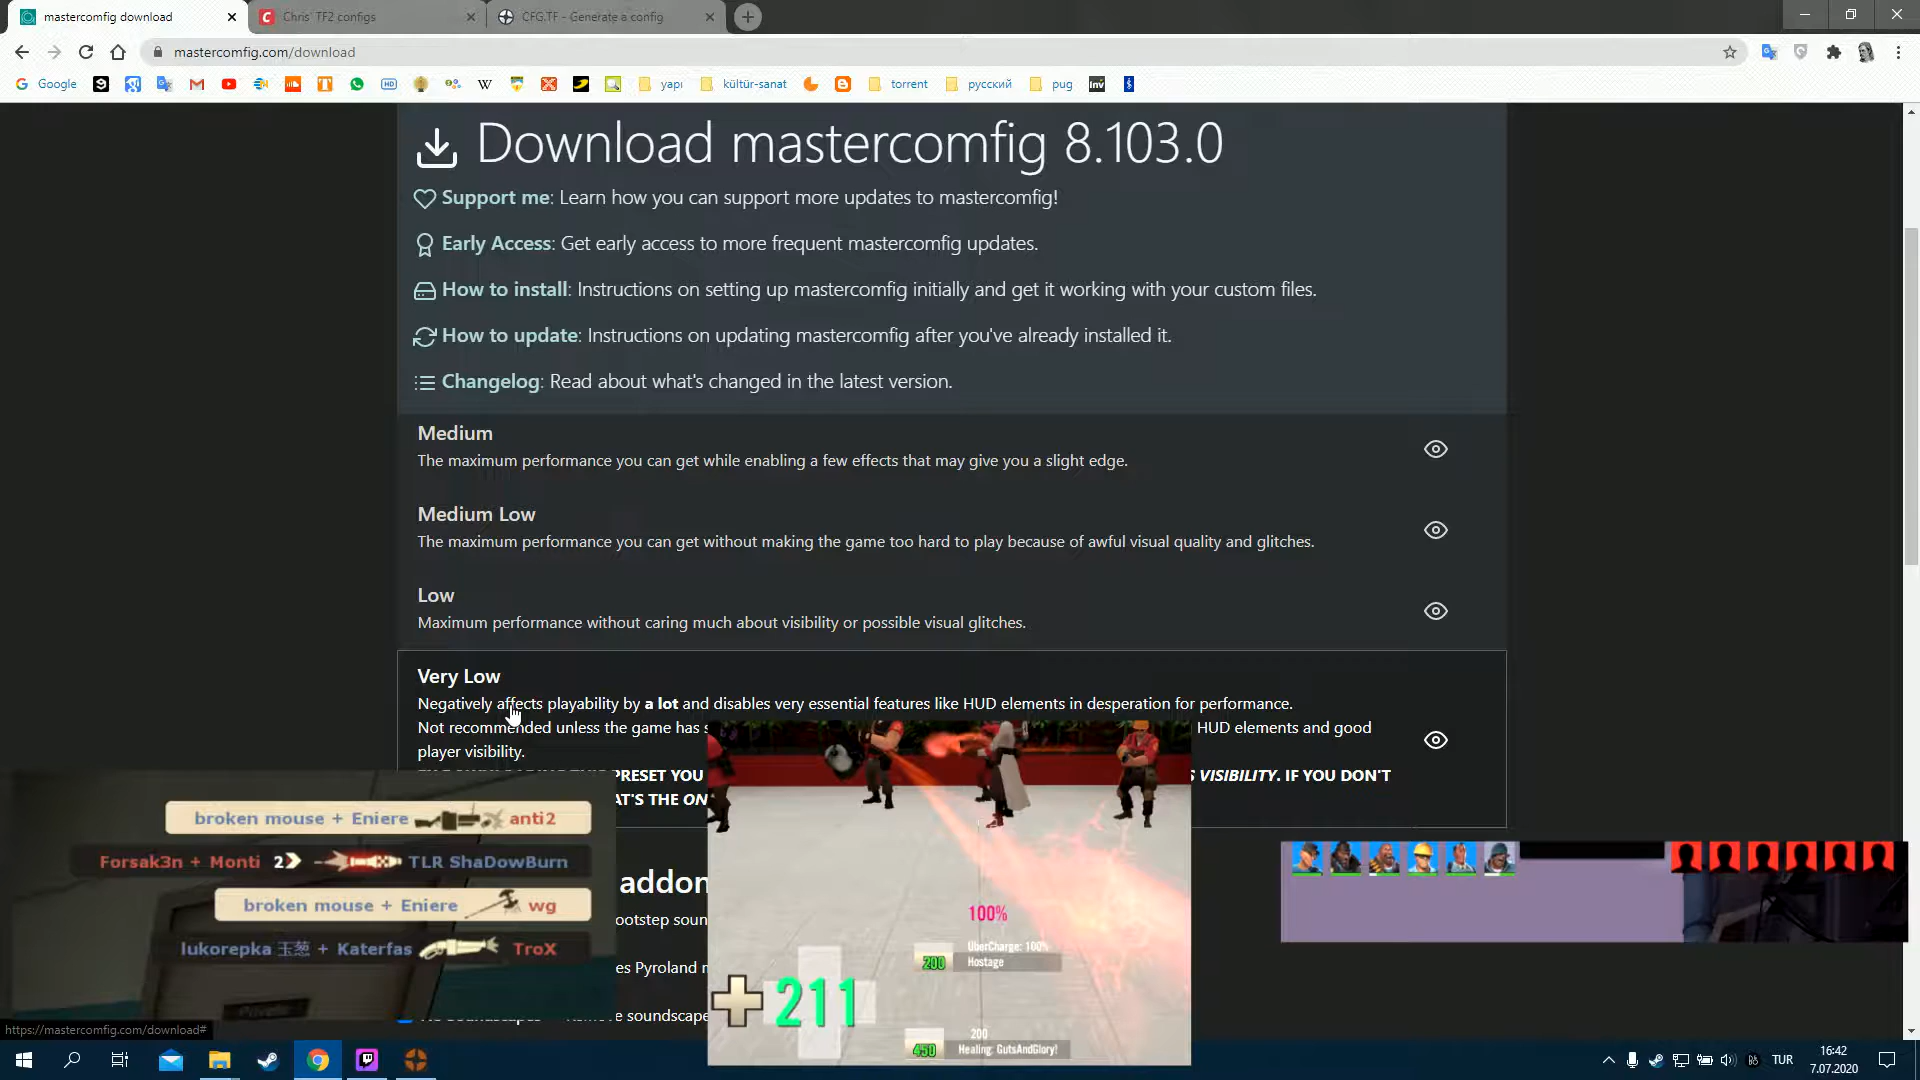 mastercomfig download
Chris' TF2 configs
CFG.TF - Generate a config
mastercomfig.com/download
Google
yapı
kültür-sanat
torrent
русский
pug
inv
TUR
Download mastercomfig 8.103.0
Support me: Learn how you can support more updates to mastercomfig!
Early Access: Get early access to more frequent mastercomfig updates.
How to install: Instructions on setting up mastercomfig initially and get it working with your custom files.
How to update: Instructions on updating mastercomfig after you've already installed it.
Changelog: Read about what's changed in the latest version.
Medium
The maximum performance you can get while enabling a few effects that may give you a slight edge.
Medium Low
The maximum performance you can get without making the game too hard to play because of awful visual quality and glitches.
Low
Maximum performance without caring much about visibility or possible visual glitches.
Very Low
Negatively affects playability by a lot and disables very essential features like HUD elements in desperation for performance.
Not recommended unless the game has s HUD elements and good
player visibility.
PRESET YOU VISIBILITY. IF YOU DON'T
AT'S THE ON
broken mouse + Eniere anti2
Forsak3n + Monti 2 TLR ShaDowBurn
broken mouse + Eniere wg
lukorepka 玉葱 + Katerfas TroX
addon
ootstep soun
es Pyroland m
e soundscape
100%
UberCharge: 100%
200 Hostage
211
200
450 Healing: GutsAndGlory!
https://mastercomfig.com/download#
16:42
7.07.2020